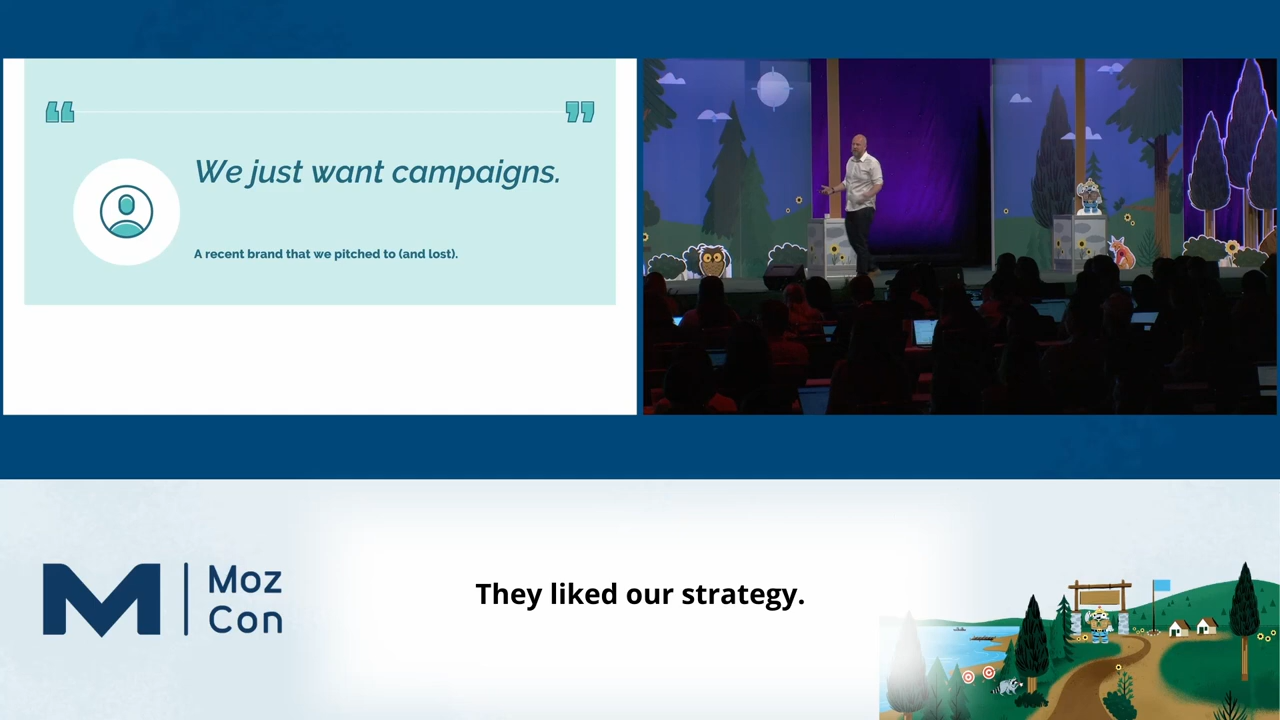 “ ”
We just want campaigns.
A recent brand that we pitched to (and lost).
Moz
Con
They liked our strategy.